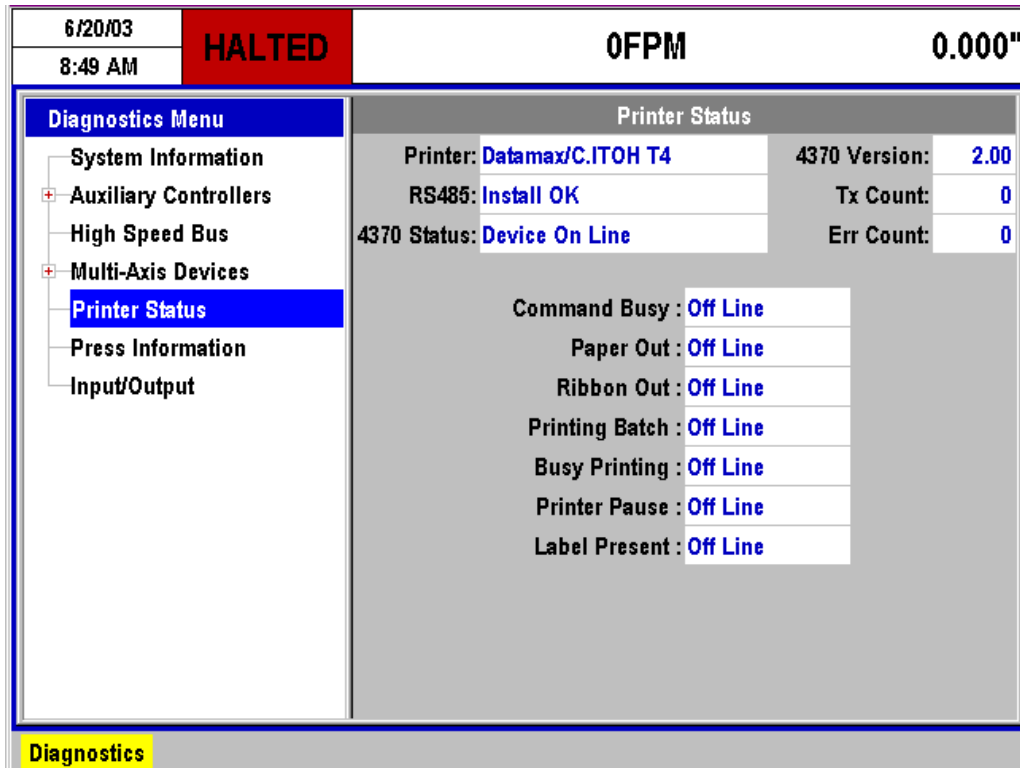 6/20/03
8:49 AM
HALTED
0FPM
0.000"
Diagnostics Menu
System Information
Auxiliary Controllers
High Speed Bus
Multi-Axis Devices
Printer Status
Press Information
Input/Output
Printer Status
Printer: Datamax/C.ITOH T4 4370 Version: 2.00
RS485: Install OK Tx Count: 0
4370 Status: Device On Line Err Count: 0
Command Busy : Off Line
Paper Out : Off Line
Ribbon Out : Off Line
Printing Batch : Off Line
Busy Printing : Off Line
Printer Pause : Off Line
Label Present : Off Line
Diagnostics